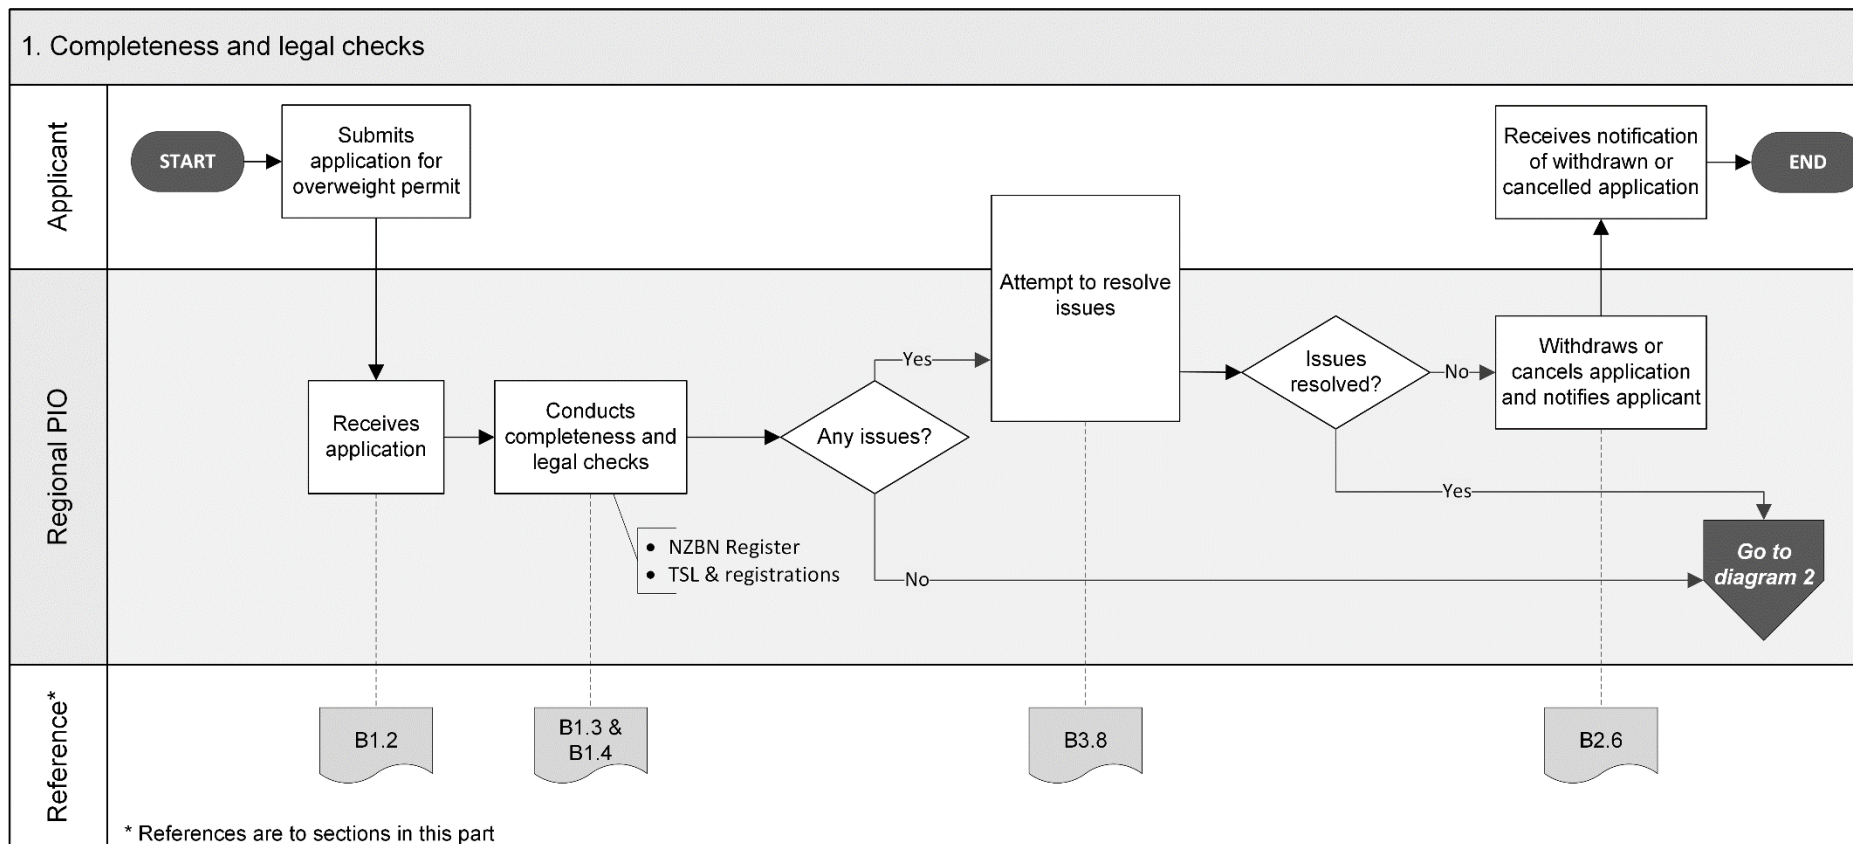 1. Completeness and legal checks
Applicant
START
Submits
application for
overweight permit
Receives notification
of withdrawn or
cancelled application
END
Regional PIO
Receives
application
Conducts
completeness and
legal checks
• NZBN Register
• TSL & registrations
Any issues?
Yes
No
Attempt to resolve
issues
Issues
resolved?
No
Yes
Withdraws or
cancels application
and notifies applicant
Go to
diagram 2
Reference*
B1.2
B1.3 &
B1.4
B3.8
B2.6
* References are to sections in this part